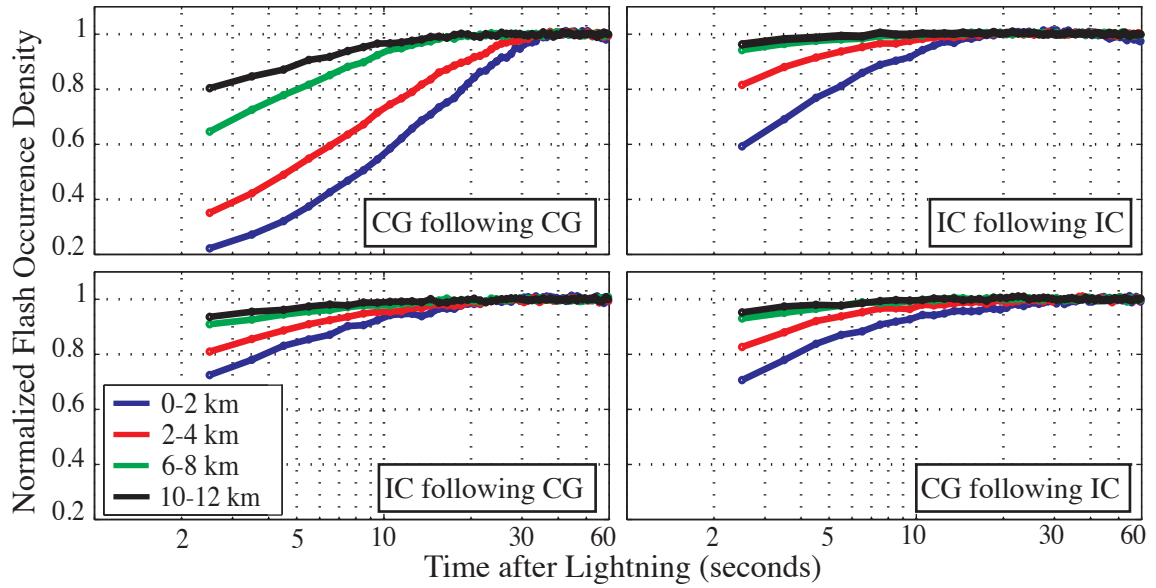 Normalized Flash Occurrence Density
1
0.8
0.6
0.4
0.2
CG following CG
IC following IC
1
0.8
0.6
0.4
0.2
0-2 km
2-4 km
6-8 km
10-12 km
IC following CG
CG following IC
2 5 10 30 60
2 5 10 30 60
Time after Lightning (seconds)